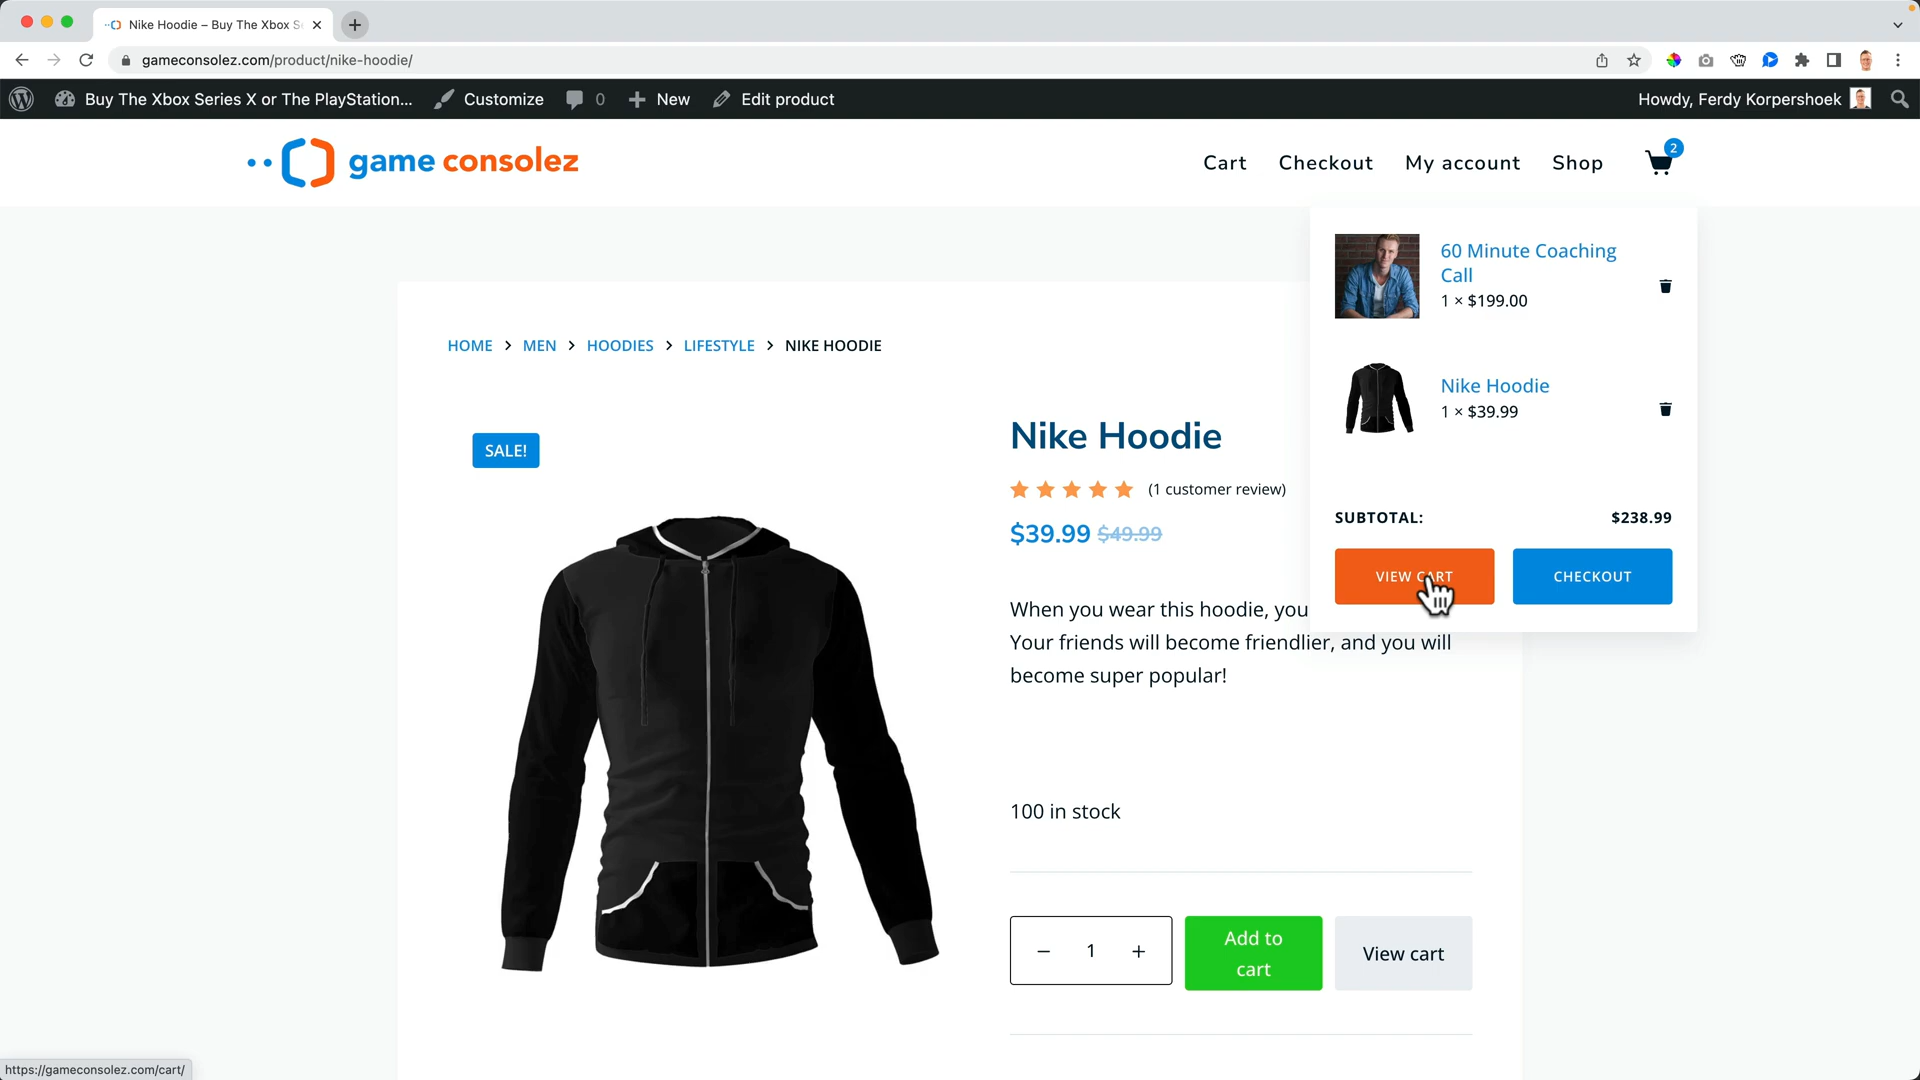 Nike Hoodie – Buy The Xbox S
gameconsolez.com/product/nike-hoodie/
Buy The Xbox Series X or The PlayStation... Customize 0 New Edit product Howdy, Ferdy Korpershoek
game consolez
Cart Checkout My account Shop 2
60 Minute Coaching
Call
1 × $199.00
Nike Hoodie
1 × $39.99
SUBTOTAL: $238.99
VIEW CART CHECKOUT
HOME > MEN > HOODIES > LIFESTYLE > NIKE HOODIE
SALE!
Nike Hoodie
(1 customer review)
$39.99 $49.99
When you wear this hoodie, you
Your friends will become friendlier, and you will
become super popular!
100 in stock
− 1 +
Add to
cart
View cart
https://gameconsolez.com/cart/